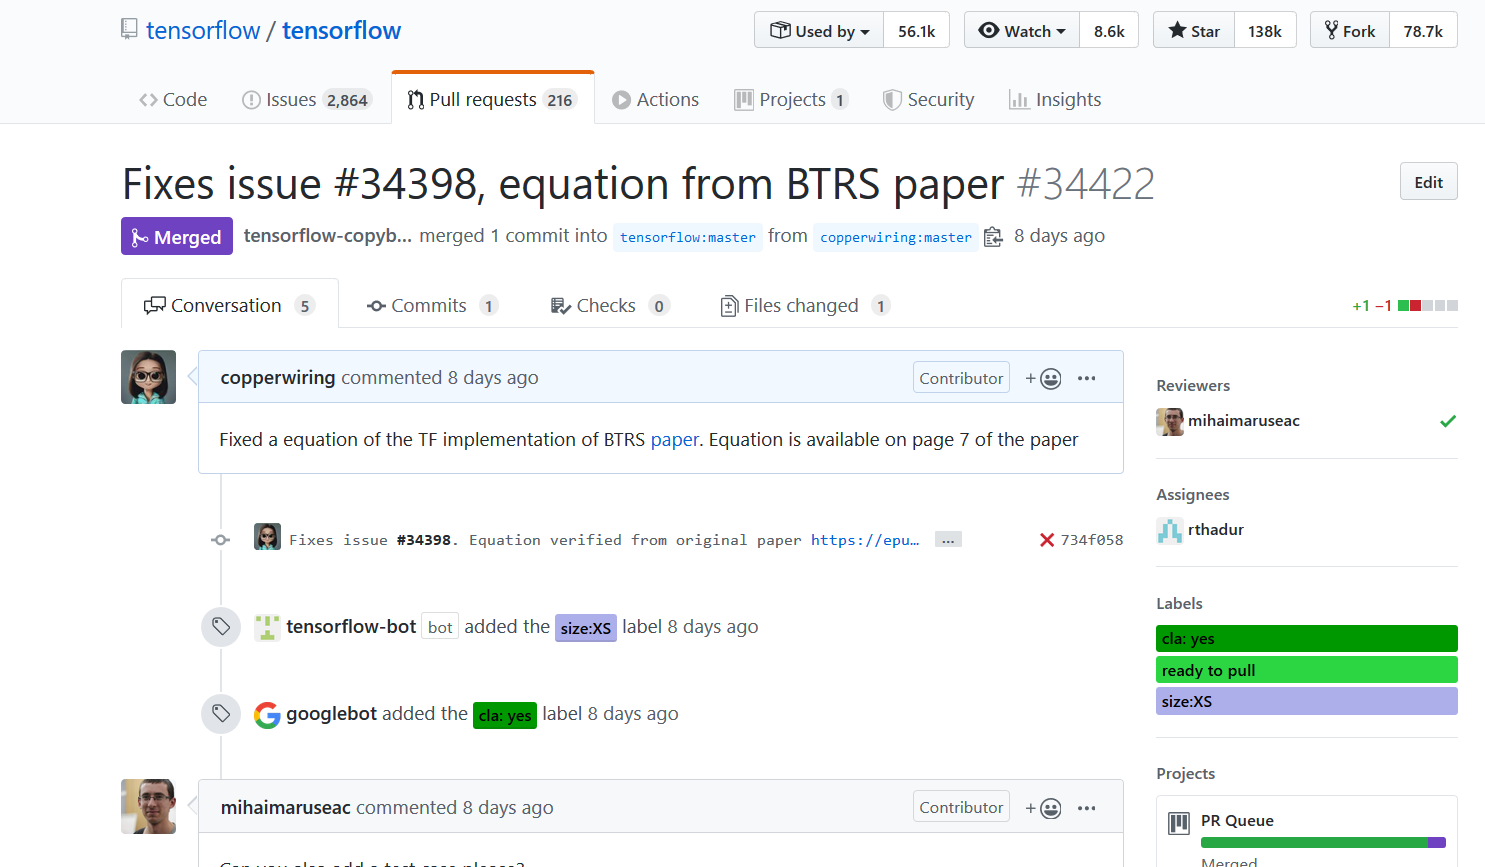 tensorflow / tensorflow
Used by 56.1k
Watch 8.6k
Star 138k
Fork 78.7k
Code
Issues 2,864
Pull requests 216
Actions
Projects 1
Security
Insights
Fixes issue #34398, equation from BTRS paper #34422
Edit
Merged tensorflow-copyb... merged 1 commit into tensorflow:master from copperwiring:master 8 days ago
Conversation 5
Commits 1
Checks 0
Files changed 1
+1 −1
copperwiring commented 8 days ago
Contributor + ...
Fixed a equation of the TF implementation of BTRS paper. Equation is available on page 7 of the paper
Fixes issue #34398. Equation verified from original paper https://epu… ... 734f058
tensorflow-bot bot added the size:XS label 8 days ago
googlebot added the cla: yes label 8 days ago
mihaimaruseac commented 8 days ago
Contributor + ...
Can you also add a test case please?
Reviewers
mihaimaruseac
Assignees
rthadur
Labels
cla: yes
ready to pull
size:XS
Projects
PR Queue
Merged